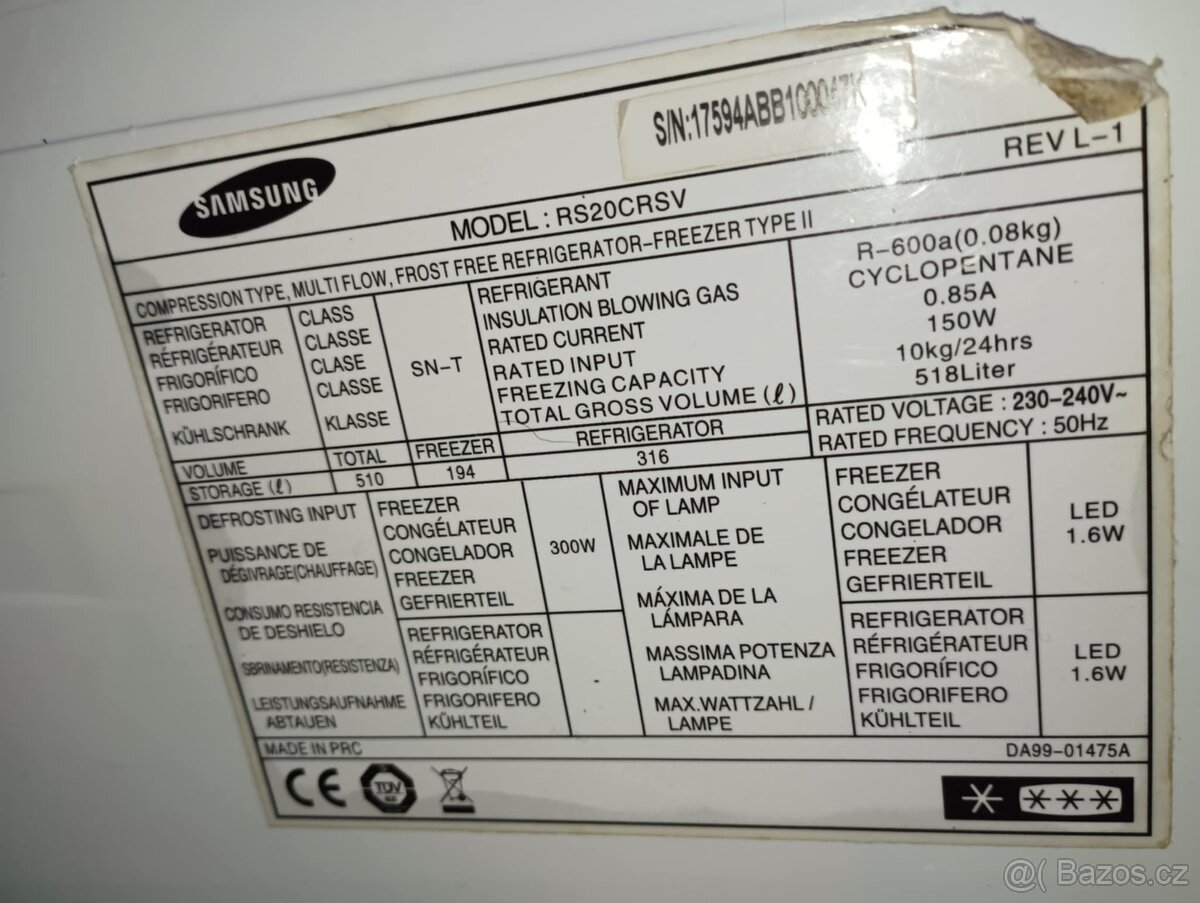 S/N:17594ABB1000
REV L-1
SAMSUNG
MODEL : RS20CRSV
COMPRESSION TYPE, MULTI FLOW, FROST FREE REFRIGERATOR-FREEZER TYPE II
REFRIGERATOR
RÉFRIGÉRATEUR
FRIGORÍFICO
FRIGORIFERO
KÜHLSCHRANK
CLASS
CLASSE
CLASE
CLASSE
KLASSE
SN-T
REFRIGERANT
INSULATION BLOWING GAS
RATED CURRENT
RATED INPUT
FREEZING CAPACITY
TOTAL GROSS VOLUME (ℓ)
R-600a(0.08kg)
CYCLOPENTANE
0.85A
150W
10kg/24hrs
518Liter
RATED VOLTAGE : 230-240V~
RATED FREQUENCY : 50Hz
VOLUME
STORAGE (ℓ)
TOTAL
510
FREEZER
194
REFRIGERATOR
316
DEFROSTING INPUT
PUISSANCE DE
DÉGIVRAGE(CHAUFFAGE)
CONSUMO RESISTENCIA
DE DESHIELO
SBRINAMENTO(RESISTENZA)
LEISTUNGSAUFNAHME
ABTAUEN
FREEZER
CONGÉLATEUR
CONGELADOR
FREEZER
GEFRIERTEIL
300W
REFRIGERATOR
RÉFRIGÉRATEUR
FRIGORÍFICO
FRIGORIFERO
KÜHLTEIL
-
MAXIMUM INPUT
OF LAMP
MAXIMALE DE
LA LAMPE
MÁXIMA DE LA
LÁMPARA
MASSIMA POTENZA
LAMPADINA
MAX.WATTZAHL /
LAMPE
FREEZER
CONGÉLATEUR
CONGELADOR
FREEZER
GEFRIERTEIL
LED
1.6W
REFRIGERATOR
RÉFRIGÉRATEUR
FRIGORÍFICO
FRIGORIFERO
KÜHLTEIL
LED
1.6W
MADE IN PRC
DA99-01475A
CE
TÜV
@( Bazos.cz